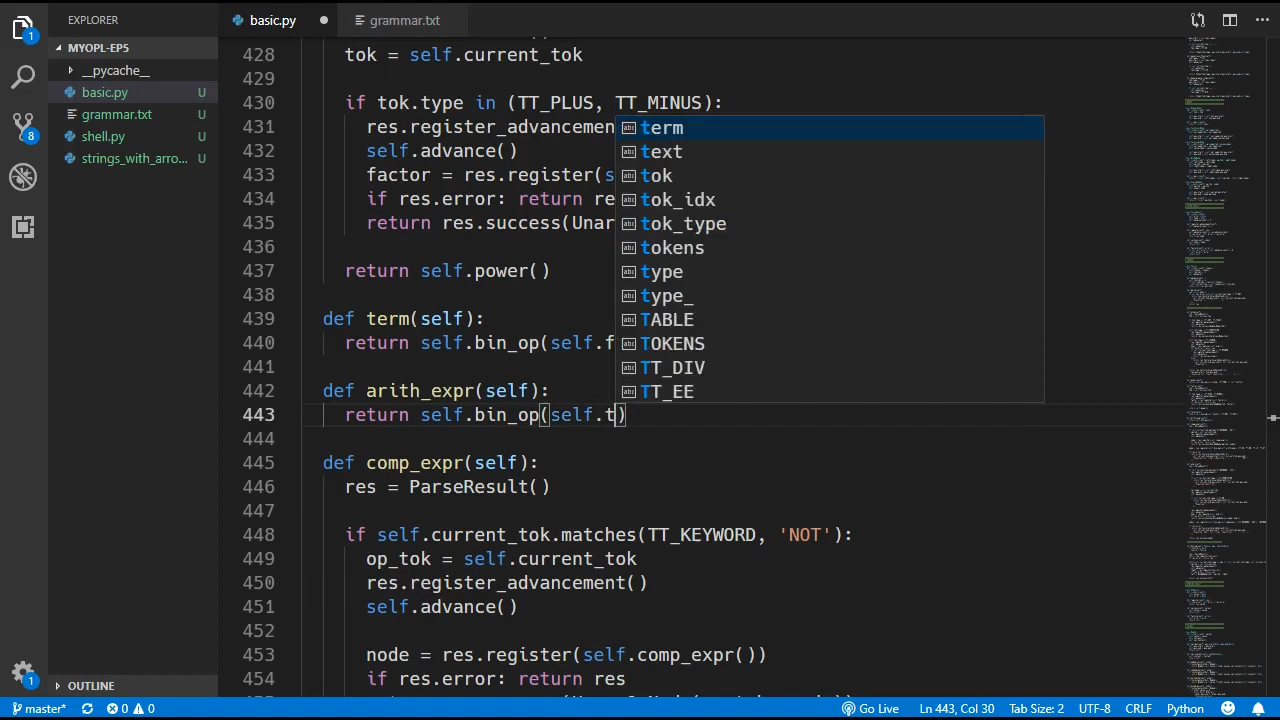 EXPLORER
basic.py
grammar.txt
MYOPL-EP5
__pycache__
basic.py U
grammar.txt U
shell.py U
strings_with_arro... U
OUTLINE
1
8
1
428 tok = self.current_tok
429
430 if tok.type in (TT_PLUS, TT_MINUS):
431 res.register_advancemen
432 self.advance()
433 factor = res.register(s
434 if res.error: return re
435 return res.success(Unar
436
437 return self.power()
438
439 def term(self):
440 return self.bin_op(self.f
441
442 def arith_expr(self):
443 return self.bin_op(self.t)
444
445 def comp_expr(self):
446 res = ParseResult()
447
448 if self.current_tok.matches(TT_KEYWORD, 'NOT'):
449 op_tok = self.current_tok
450 res.register_advancement()
451 self.advance()
452
453 node = res.register(self.comp_expr())
454 if res.error: return res
term
text
tok
tok_idx
tok_type
tokens
type
type_
TABLE
TOKENS
TT_DIV
TT_EE
master* 0 0 Go Live Ln 443, Col 30 Tab Size: 2 UTF-8 CRLF Python